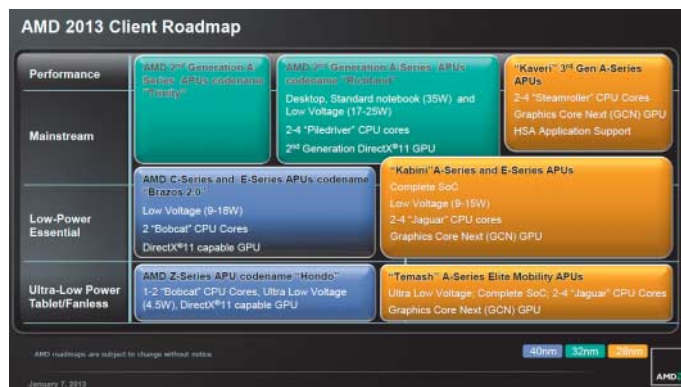 AMD 2013 Client Roadmap
Performance
AMD 2nd Generation A-
Series APUs codename
"Trinity"
AMD 2nd Generation A-Series APUs
codename "Richland"
Desktop, Standard notebook (35W) and
Low Voltage (17-25W)
2-4 "Piledriver" CPU cores
2nd Generation DirectX®11 GPU
"Kaveri" 3rd Gen A-Series
APUs
2-4 "Steamroller" CPU Cores
Graphics Core Next (GCN) GPU
HSA Application Support
Mainstream
Low-Power
Essential
AMD C-Series and E-Series APUs codename
"Brazos 2.0"
Low Voltage (9-18W)
2 "Bobcat" CPU Cores
DirectX®11 capable GPU
"Kabini" A-Series and E-Series APUs
Complete SoC
Low Voltage (9-15W)
2-4 "Jaguar" CPU cores
Graphics Core Next (GCN) GPU
Ultra-Low Power
Tablet/Fanless
AMD Z-Series APU codename "Hondo"
1-2 "Bobcat" CPU Cores, Ultra Low Voltage
(4.5W), DirectX®11 capable GPU
"Temash" A-Series Elite Mobility APUs
Ultra Low Voltage; Complete SoC; 2-4 "Jaguar" CPU Cores
Graphics Core Next (GCN) GPU
AMD roadmaps are subject to change without notice.
40nm 32nm 28nm
January 7, 2013
AMD